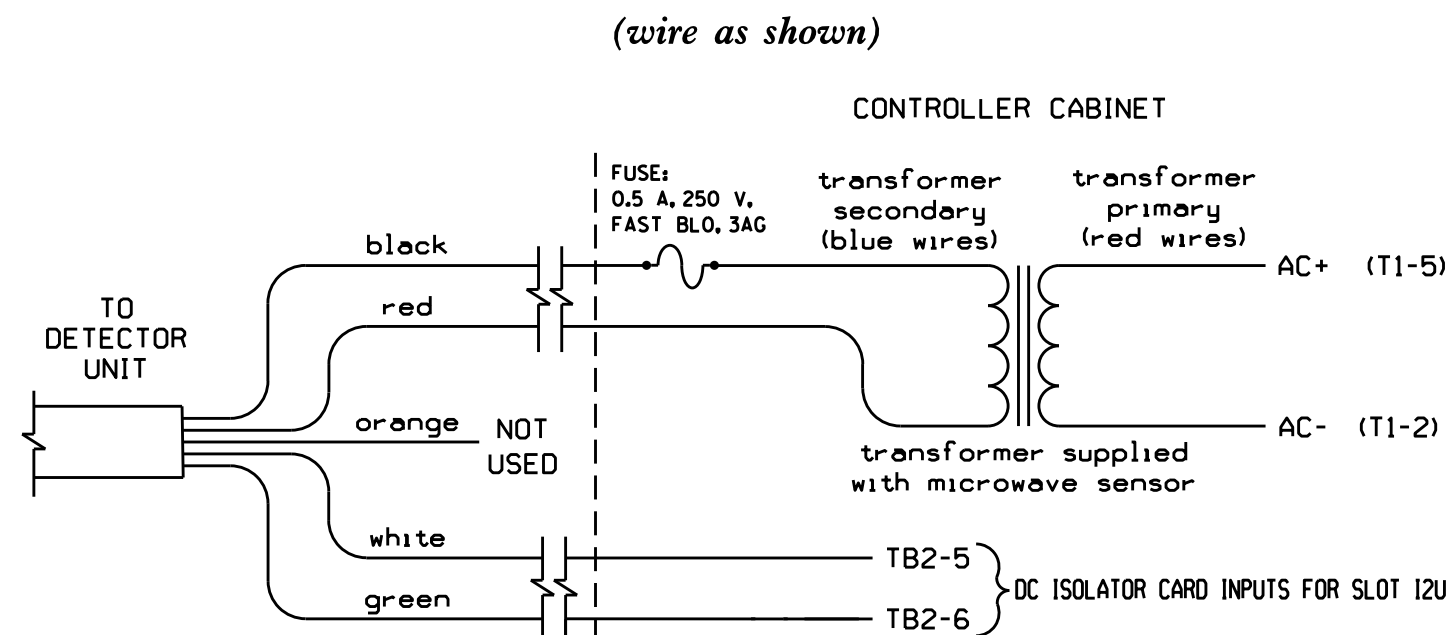 (wire as shown)
CONTROLLER CABINET
FUSE:
0.5 A, 250 V,
FAST BLO, 3AG
transformer
secondary
(blue wires)
transformer
primary
(red wires)
black
AC+ (T1-5)
red
TO
DETECTOR
UNIT
orange
NOT
USED
AC- (T1-2)
transformer supplied
with microwave sensor
white
TB2-5
DC ISOLATOR CARD INPUTS FOR SLOT I2U
green
TB2-6